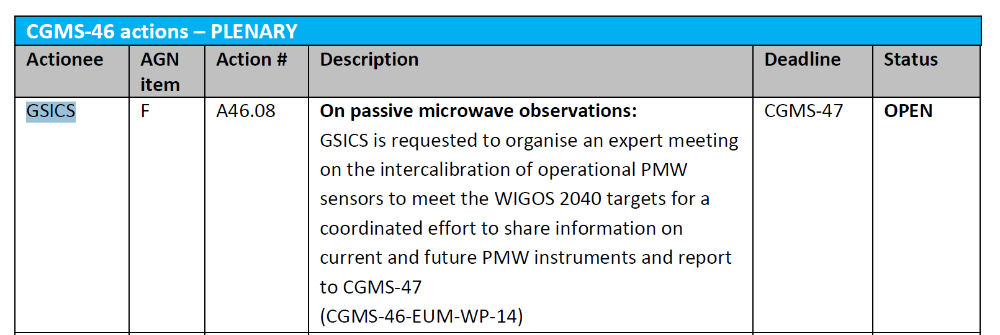 CGMS-46 actions – PLENARY
Actionee AGN item Action # Description Deadline Status
GSICS F A46.08 On passive microwave observations: CGMS-47 OPEN
GSICS is requested to organise an expert meeting
on the intercalibration of operational PMW
sensors to meet the WIGOS 2040 targets for a
coordinated effort to share information on
current and future PMW instruments and report
to CGMS-47
(CGMS-46-EUM-WP-14)